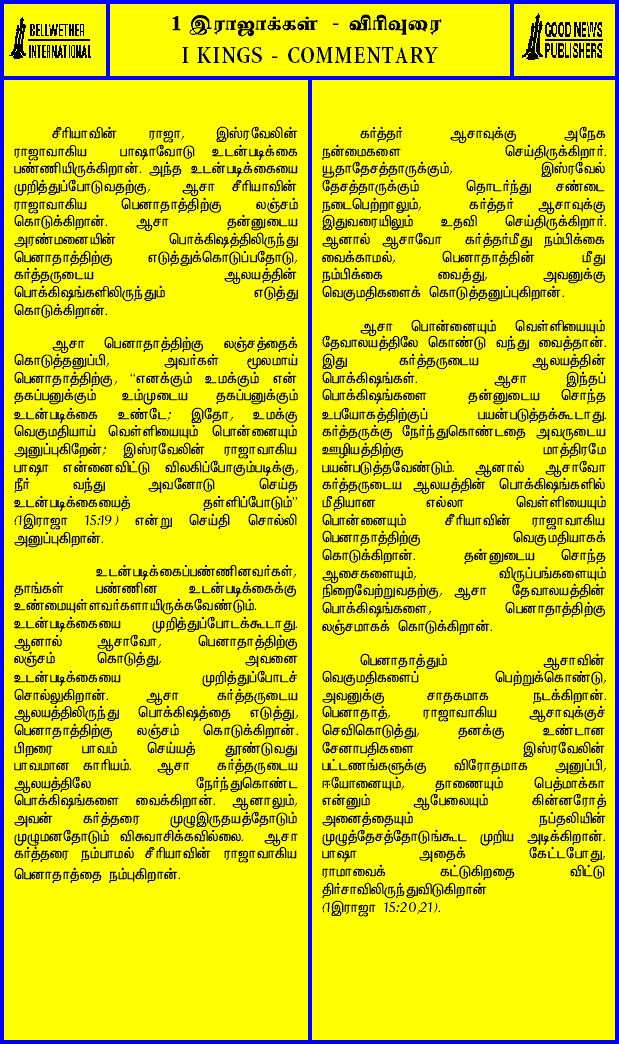 BELLWETHER
INTERNATIONAL
1 இராஜாக்கள் - விரிவுரை
I KINGS - COMMENTARY
GOOD NEWS
PUBLISHERS
சீரியாவின் ராஜா, இஸ்ரவேலின்
ராஜாவாகிய பாஷாவோடு உடன்படிக்கை
பண்ணியிருக்கிறான். அந்த உடன்படிக்கையை
முறித்துப்போடுவதற்கு, ஆசா சீரியாவின்
ராஜாவாகிய பெனாதாத்திற்கு லஞ்சம்
கொடுக்கிறான். ஆசா தன்னுடைய
அரண்மனையின் பொக்கிஷத்திலிருந்து
பெனாதாத்திற்கு எடுத்துக்கொடுப்பதோடு,
கர்த்தருடைய ஆலயத்தின்
பொக்கிஷங்களிலிருந்தும் எடுத்து
கொடுக்கிறான்.
ஆசா பெனாதாத்திற்கு லஞ்சத்தைக்
கொடுத்தனுப்பி, அவர்கள் மூலமாய்
பெனாதாத்திற்கு, “எனக்கும் உமக்கும் என்
தகப்பனுக்கும் உம்முடைய தகப்பனுக்கும்
உடன்படிக்கை உண்டே; இதோ, உமக்கு
வெகுமதியாய் வெள்ளியையும் பொன்னையும்
அனுப்புகிறேன்; இஸ்ரவேலின் ராஜாவாகிய
பாஷா என்னைவிட்டு விலகிப்போகும்படிக்கு,
நீர் வந்து அவனோடு செய்த
உடன்படிக்கையைத் தள்ளிப்போடும்”
(1இராஜா 15:19) என்று செய்தி சொல்லி
அனுப்புகிறான்.
உடன்படிக்கைப்பண்ணினவர்கள்,
தாங்கள் பண்ணின உடன்படிக்கைக்கு
உண்மையுள்ளவர்களாயிருக்கவேண்டும்.
உடன்படிக்கையை முறித்துப்போடக்கூடாது.
ஆனால் ஆசாவோ, பெனாதாத்திற்கு
லஞ்சம் கொடுத்து, அவனை
உடன்படிக்கையை முறித்துப்போடச்
சொல்லுகிறான். ஆசா கர்த்தருடைய
ஆலயத்திலிருந்து பொக்கிஷத்தை எடுத்து,
பெனாதாத்திற்கு லஞ்சம் கொடுக்கிறான்.
பிறரை பாவம் செய்யத் தூண்டுவது
பாவமான காரியம். ஆசா கர்த்தருடைய
ஆலயத்திலே நேர்ந்துகொண்ட
பொக்கிஷங்களை வைக்கிறான். ஆனாலும்,
அவன் கர்த்தரை முழுஇருதயத்தோடும்
முழுமனதோடும் விசுவாசிக்கவில்லை. ஆசா
கர்த்தரை நம்பாமல் சீரியாவின் ராஜாவாகிய
பெனாதாத்தை நம்புகிறான்.
கர்த்தர் ஆசாவுக்கு அநேக
நன்மைகளை செய்திருக்கிறார்.
யூதாதேசத்தாருக்கும், இஸ்ரவேல்
தேசத்தாருக்கும் தொடர்ந்து சண்டை
நடைபெற்றாலும், கர்த்தர் ஆசாவுக்கு
இதுவரையிலும் உதவி செய்திருக்கிறார்.
ஆனால் ஆசாவோ கர்த்தர்மீது நம்பிக்கை
வைக்காமல், பெனாதாத்தின் மீது
நம்பிக்கை வைத்து, அவனுக்கு
வெகுமதிகளைக் கொடுத்தனுப்புகிறான்.
ஆசா பொன்னையும் வெள்ளியையும்
தேவாலயத்திலே கொண்டு வந்து வைத்தான்.
இது கர்த்தருடைய ஆலயத்தின்
பொக்கிஷங்கள். ஆசா இந்தப்
பொக்கிஷங்களை தன்னுடைய சொந்த
உபயோகத்திற்குப் பயன்படுத்தக்கூடாது.
கர்த்தருக்கு நேர்ந்துகொண்டதை அவருடைய
ஊழியத்திற்கு மாத்திரமே
பயன்படுத்தவேண்டும். ஆனால் ஆசாவோ
கர்த்தருடைய ஆலயத்தின் பொக்கிஷங்களில்
மீதியான எல்லா வெள்ளியையும்
பொன்னையும் சீரியாவின் ராஜாவாகிய
பெனாதாத்திற்கு வெகுமதியாகக்
கொடுக்கிறான். தன்னுடைய சொந்த
ஆசைகளையும், விருப்பங்களையும்
நிறைவேற்றுவதற்கு, ஆசா தேவாலயத்தின்
பொக்கிஷங்களை, பெனாதாத்திற்கு
லஞ்சமாகக் கொடுக்கிறான்.
பெனாதாத்தும் ஆசாவின்
வெகுமதிகளைப் பெற்றுக்கொண்டு,
அவனுக்கு சாதகமாக நடக்கிறான்.
பெனாதாத், ராஜாவாகிய ஆசாவுக்குச்
செவிகொடுத்து, தனக்கு உண்டான
சேனாபதிகளை இஸ்ரவேலின்
பட்டணங்களுக்கு விரோதமாக அனுப்பி,
ஈயோனையும், தாணையும் பெத்மாக்கா
என்னும் ஆபேலையும் கின்னரோத்
அனைத்தையும் நப்தலியின்
முழுத்தேசத்தோடுங்கூட முறிய அடிக்கிறான்.
பாஷா அதைக் கேட்டபோது,
ராமாவைக் கட்டுகிறதை விட்டு
திர்சாவிலிருந்துவிடுகிறான்
(1இராஜா 15:20,21).